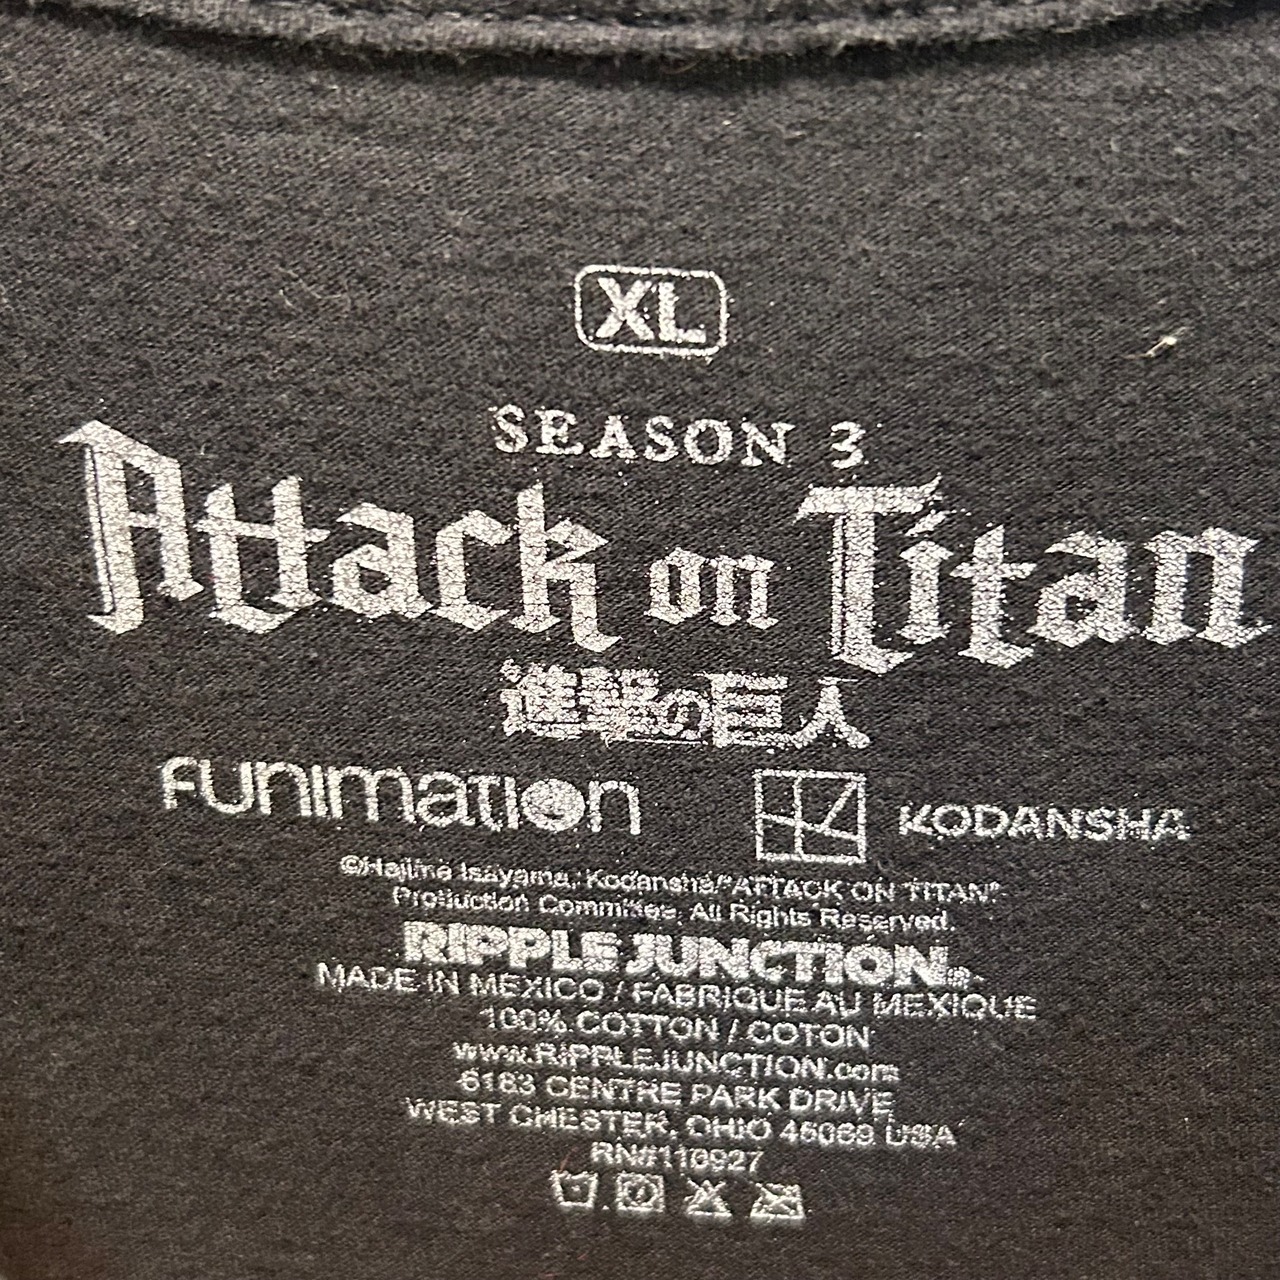 XL
SEASON 3
Attack on Titan
進撃の巨人
FUNIMATION KODANSHA
©Hajime Isayama, Kodansha/"ATTACK ON TITAN"
Production Committee. All Rights Reserved.
RIPPLE JUNCTION®
MADE IN MEXICO / FABRIQUE AU MEXIQUE
100% COTTON / COTON
www.RIPPLEJUNCTION.com
6183 CENTRE PARK DRIVE
WEST CHESTER, OHIO 45069 USA
RN#110927